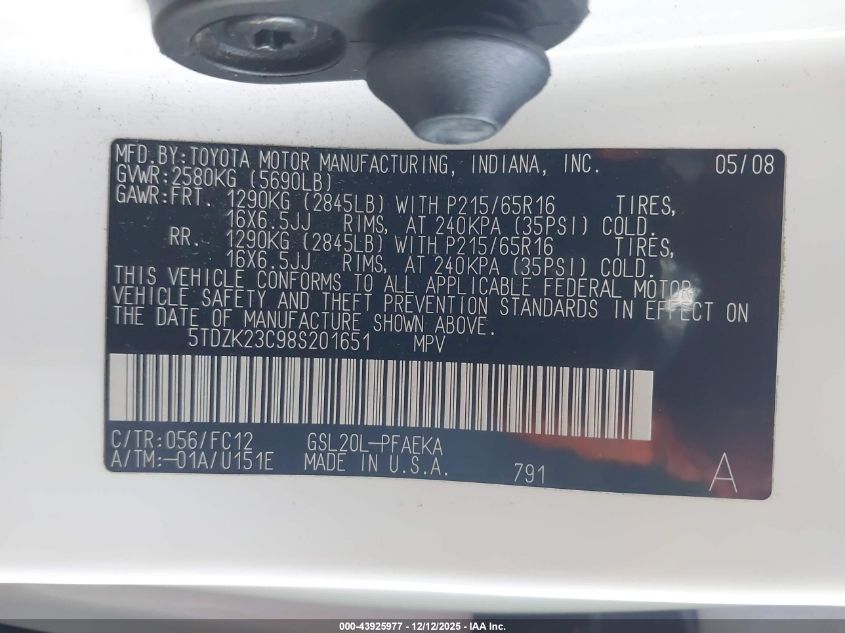 MFD.BY:TOYOTA MOTOR MANUFACTURING, INDIANA, INC. 05/08
GVWR:2580KG (5690LB)
GAWR:FRT. 1290KG (2845LB) WITH P215/65R16 TIRES,
16X6.5JJ RIMS, AT 240KPA (35PSI) COLD.
RR. 1290KG (2845LB) WITH P215/65R16 TIRES,
16X6.5JJ RIMS, AT 240KPA (35PSI) COLD.
THIS VEHICLE CONFORMS TO ALL APPLICABLE FEDERAL MOTOR
VEHICLE SAFETY AND THEFT PREVENTION STANDARDS IN EFFECT ON
THE DATE OF MANUFACTURE SHOWN ABOVE.
5TDZK23C98S201651 MPV
C/TR:056/FC12 GSL20L-PFAEKA
A/TM:-01A/U151E MADE IN U.S.A. 791 A
000-43925977 - 12/12/2025 - IAA Inc.